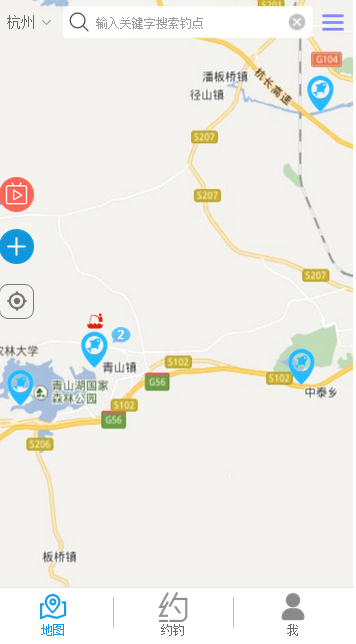 杭州 输入关键字搜索钓点
G104
潘板桥镇
杭长高速
径山镇
S207
S207
S207
2
农林大学
青山镇
S102
G56
S102
青山湖国家
森林公园
中泰乡
S102
G56
S206
板桥镇
地图 约钓 我